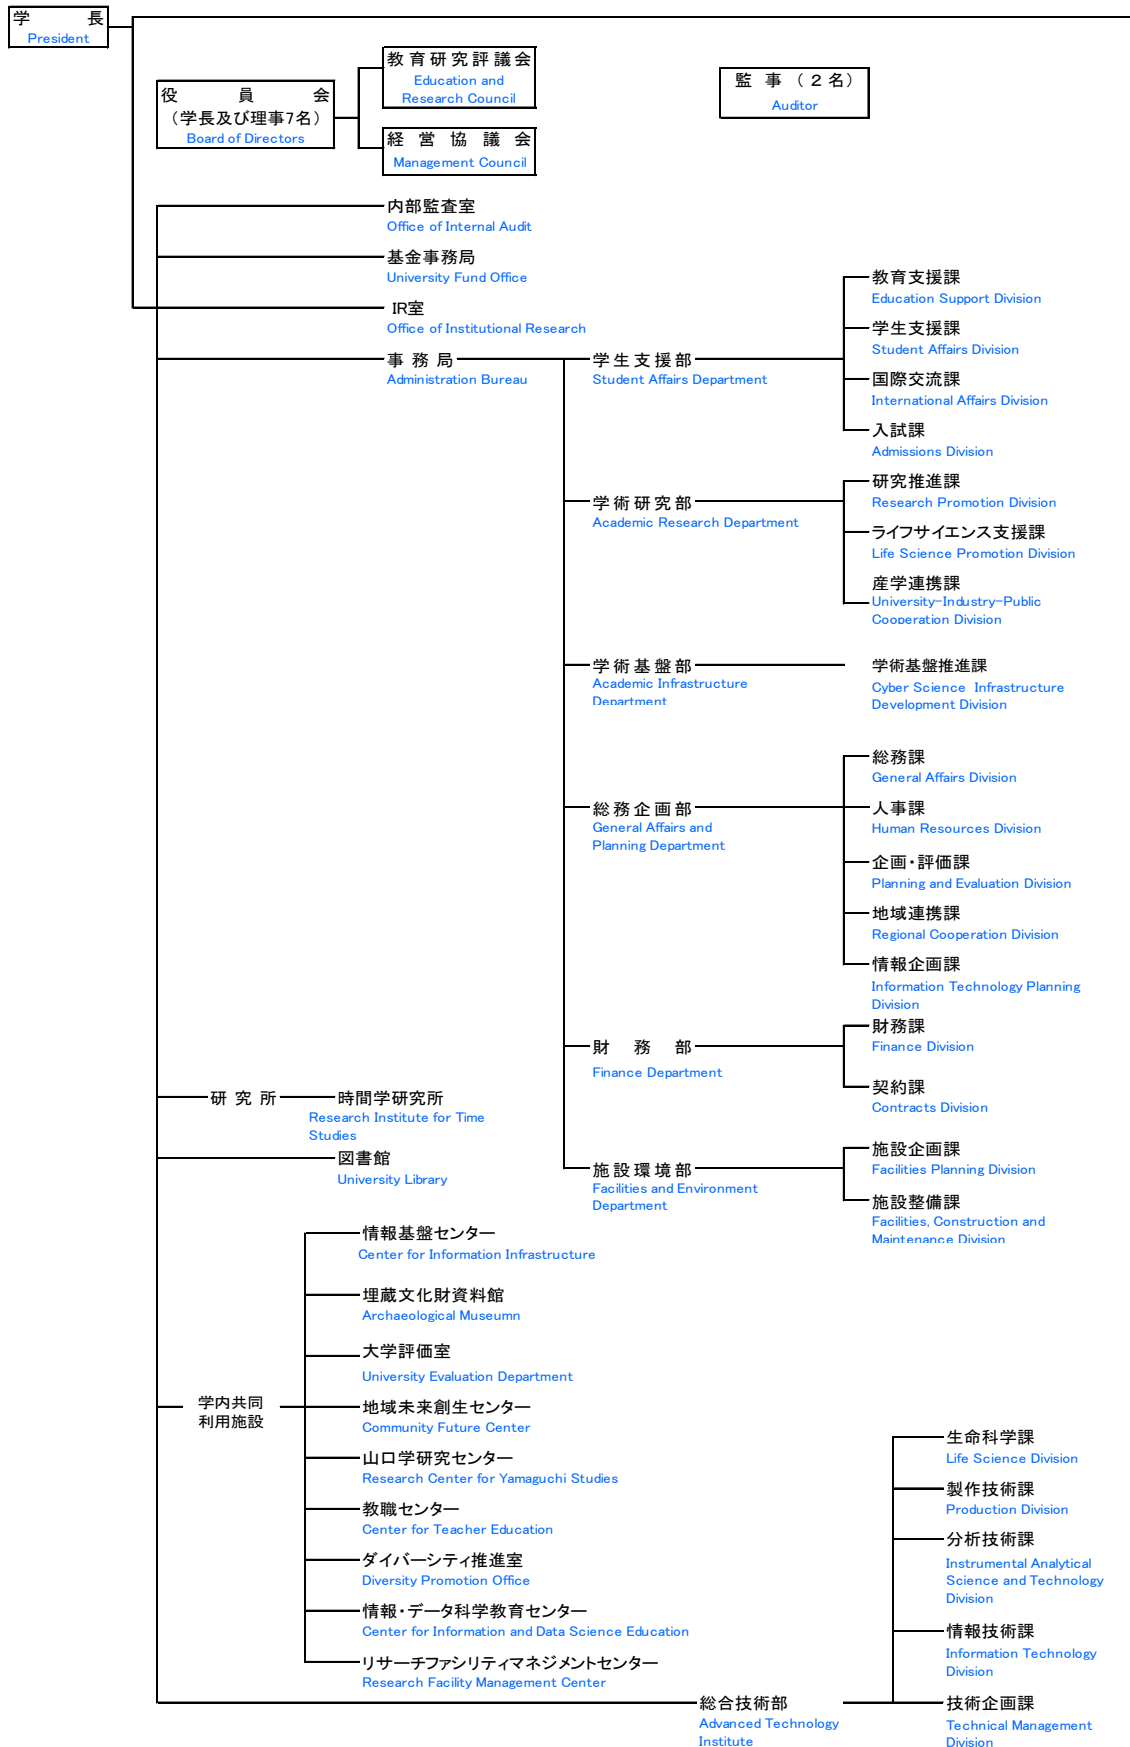 学　　　長
President
教育研究評議会
Education and
Research Council
監 事 （ 2 名）
Auditor
役　　員　　会
（学長及び理事7名）
Board of Directors
経 営 協 議 会
Management Council
内部監査室
Office of Internal Audit
基金事務局
University Fund Office
IR室
Office of Institutional Research
事 務 局
Administration Bureau
学生支援部
Student Affairs Department
教育支援課
Education Support Division
学生支援課
Student Affairs Division
国際交流課
International Affairs Division
入試課
Admissions Division
学術研究部
Academic Research Department
研究推進課
Research Promotion Division
ライフサイエンス支援課
Life Science Promotion Division
産学連携課
University-Industry-Public
Cooperation Division
学術基盤部
Academic Infrastructure
Department
学術基盤推進課
Cyber Science Infrastructure
Development Division
総務企画部
General Affairs and
Planning Department
総務課
General Affairs Division
人事課
Human Resources Division
企画・評価課
Planning and Evaluation Division
地域連携課
Regional Cooperation Division
情報企画課
Information Technology Planning
Division
財　務　部
Finance Department
財務課
Finance Division
契約課
Contracts Division
施設環境部
Facilities and Environment
Department
施設企画課
Facilities Planning Division
施設整備課
Facilities, Construction and
Maintenance Division
研 究 所
時間学研究所
Research Institute for Time
Studies
図書館
University Library
学内共同
利用施設
情報基盤センター
Center for Information Infrastructure
埋蔵文化財資料館
Archaeological Museumn
大学評価室
University Evaluation Department
地域未来創生センター
Community Future Center
山口学研究センター
Research Center for Yamaguchi Studies
教職センター
Center for Teacher Education
ダイバーシティ推進室
Diversity Promotion Office
情報・データ科学教育センター
Center for Information and Data Science Education
リサーチファシリティマネジメントセンター
Research Facility Management Center
総合技術部
Advanced Technology
Institute
生命科学課
Life Science Division
製作技術課
Production Division
分析技術課
Instrumental Analytical
Science and Technology
Division
情報技術課
Information Technology
Division
技術企画課
Technical Management
Division